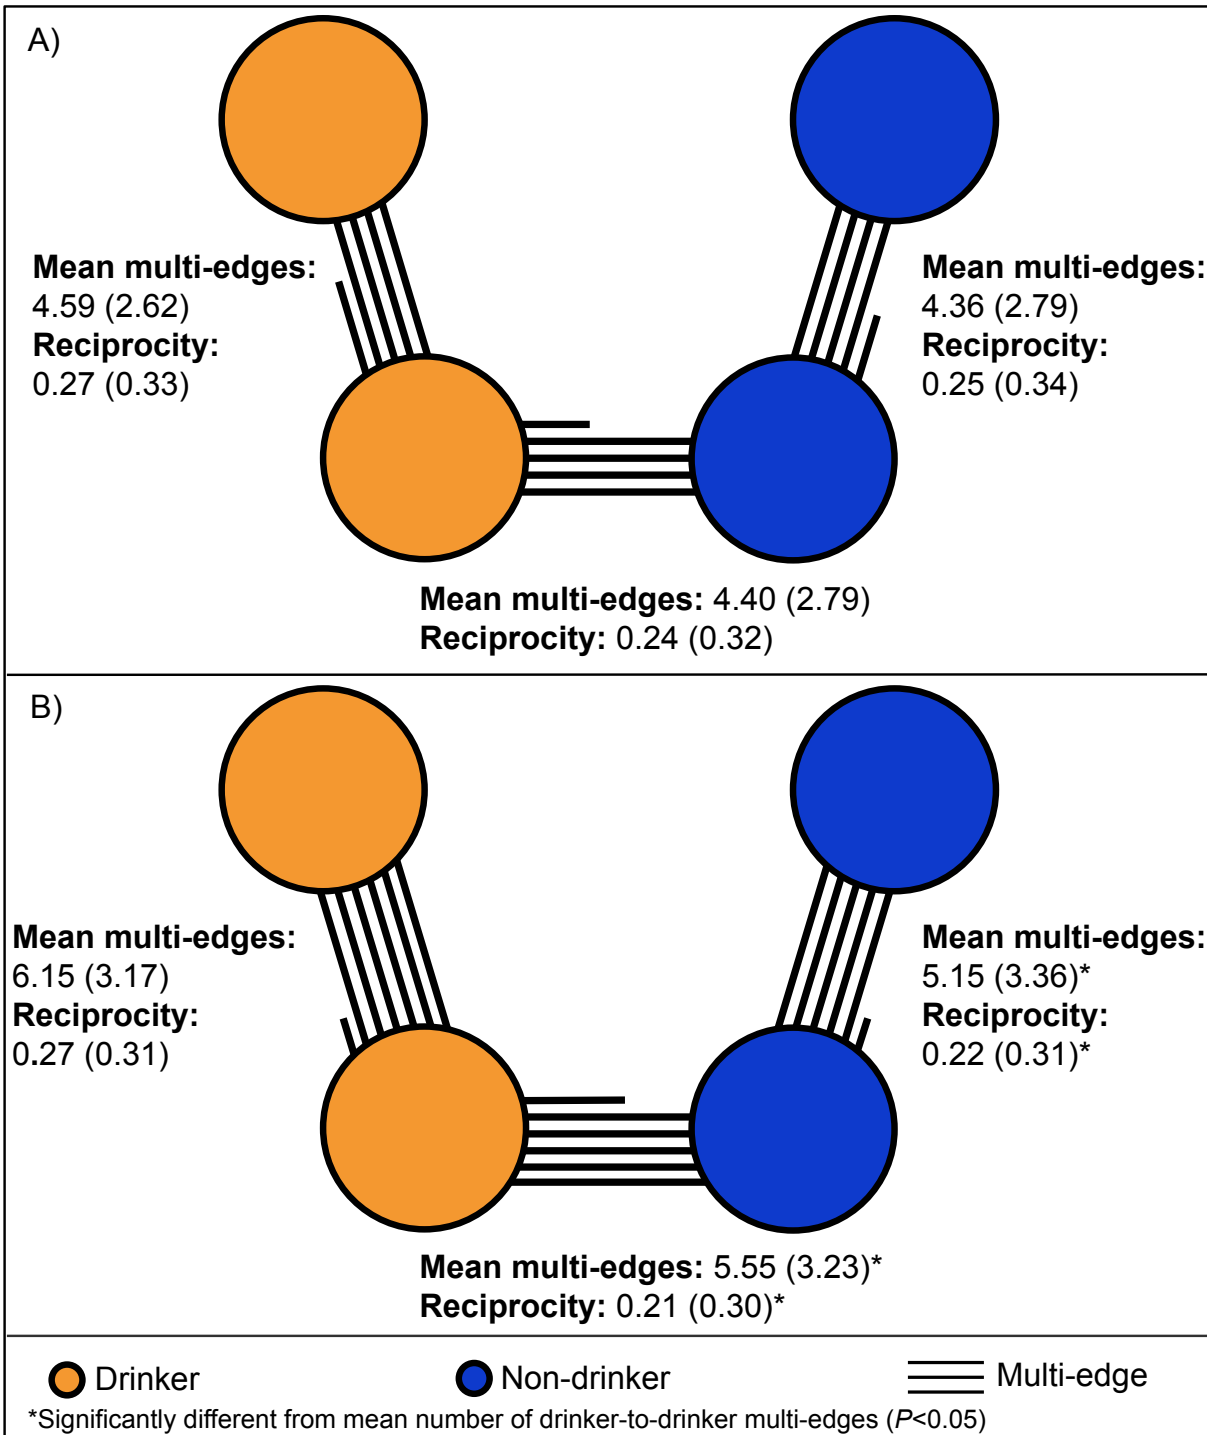 A)
Mean multi-edges:
4.59 (2.62)
Reciprocity:
0.27 (0.33)
Mean multi-edges:
4.36 (2.79)
Reciprocity:
0.25 (0.34)
Mean multi-edges: 4.40 (2.79)
Reciprocity: 0.24 (0.32)
B)
Mean multi-edges:
6.15 (3.17)
Reciprocity:
0.27 (0.31)
Mean multi-edges:
5.15 (3.36)*
Reciprocity:
0.22 (0.31)*
Mean multi-edges: 5.55 (3.23)*
Reciprocity: 0.21 (0.30)*
Drinker Non-drinker Multi-edge
*Significantly different from mean number of drinker-to-drinker multi-edges (P<0.05)